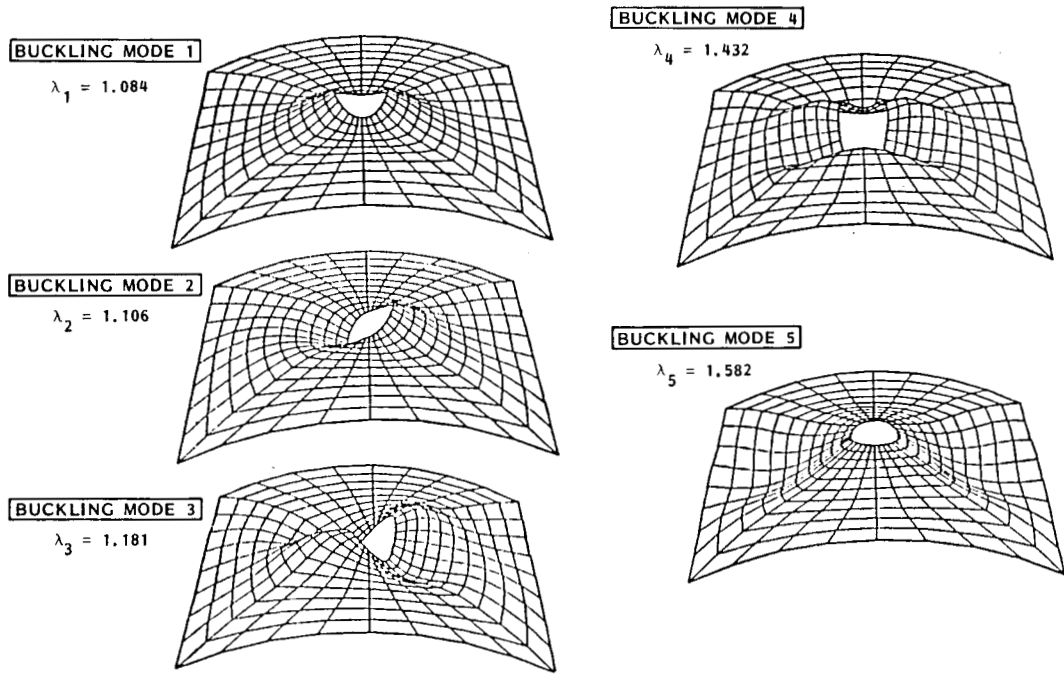 BUCKLING MODE 1
λ1 = 1.084
BUCKLING MODE 2
λ2 = 1.106
BUCKLING MODE 3
λ3 = 1.181
BUCKLING MODE 4
λ4 = 1.432
BUCKLING MODE 5
λ5 = 1.582